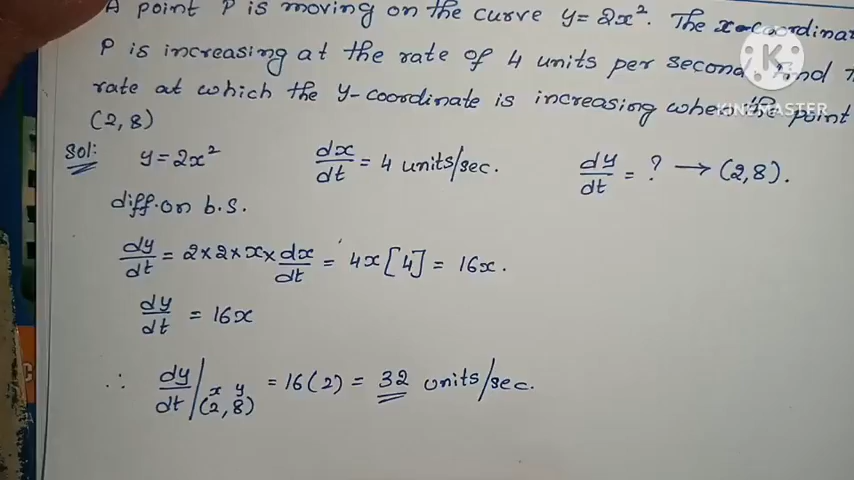 A point P is moving on the curve y = 2x². The x-coordinate
P is increasing at the rate of 4 units per second. Find
rate at which the y-coordinate is increasing when the point
(2,8)
Sol: y = 2x² dx/dt = 4 units/sec. dy/dt = ? → (2,8).
diff. on b.s.
dy/dt = 2×2×x×dx/dt = 4x[4] = 16x.
dy/dt = 16x
∴ dy/dt | x y (2,8) = 16(2) = 32 units/sec.
K
KINEMASTER